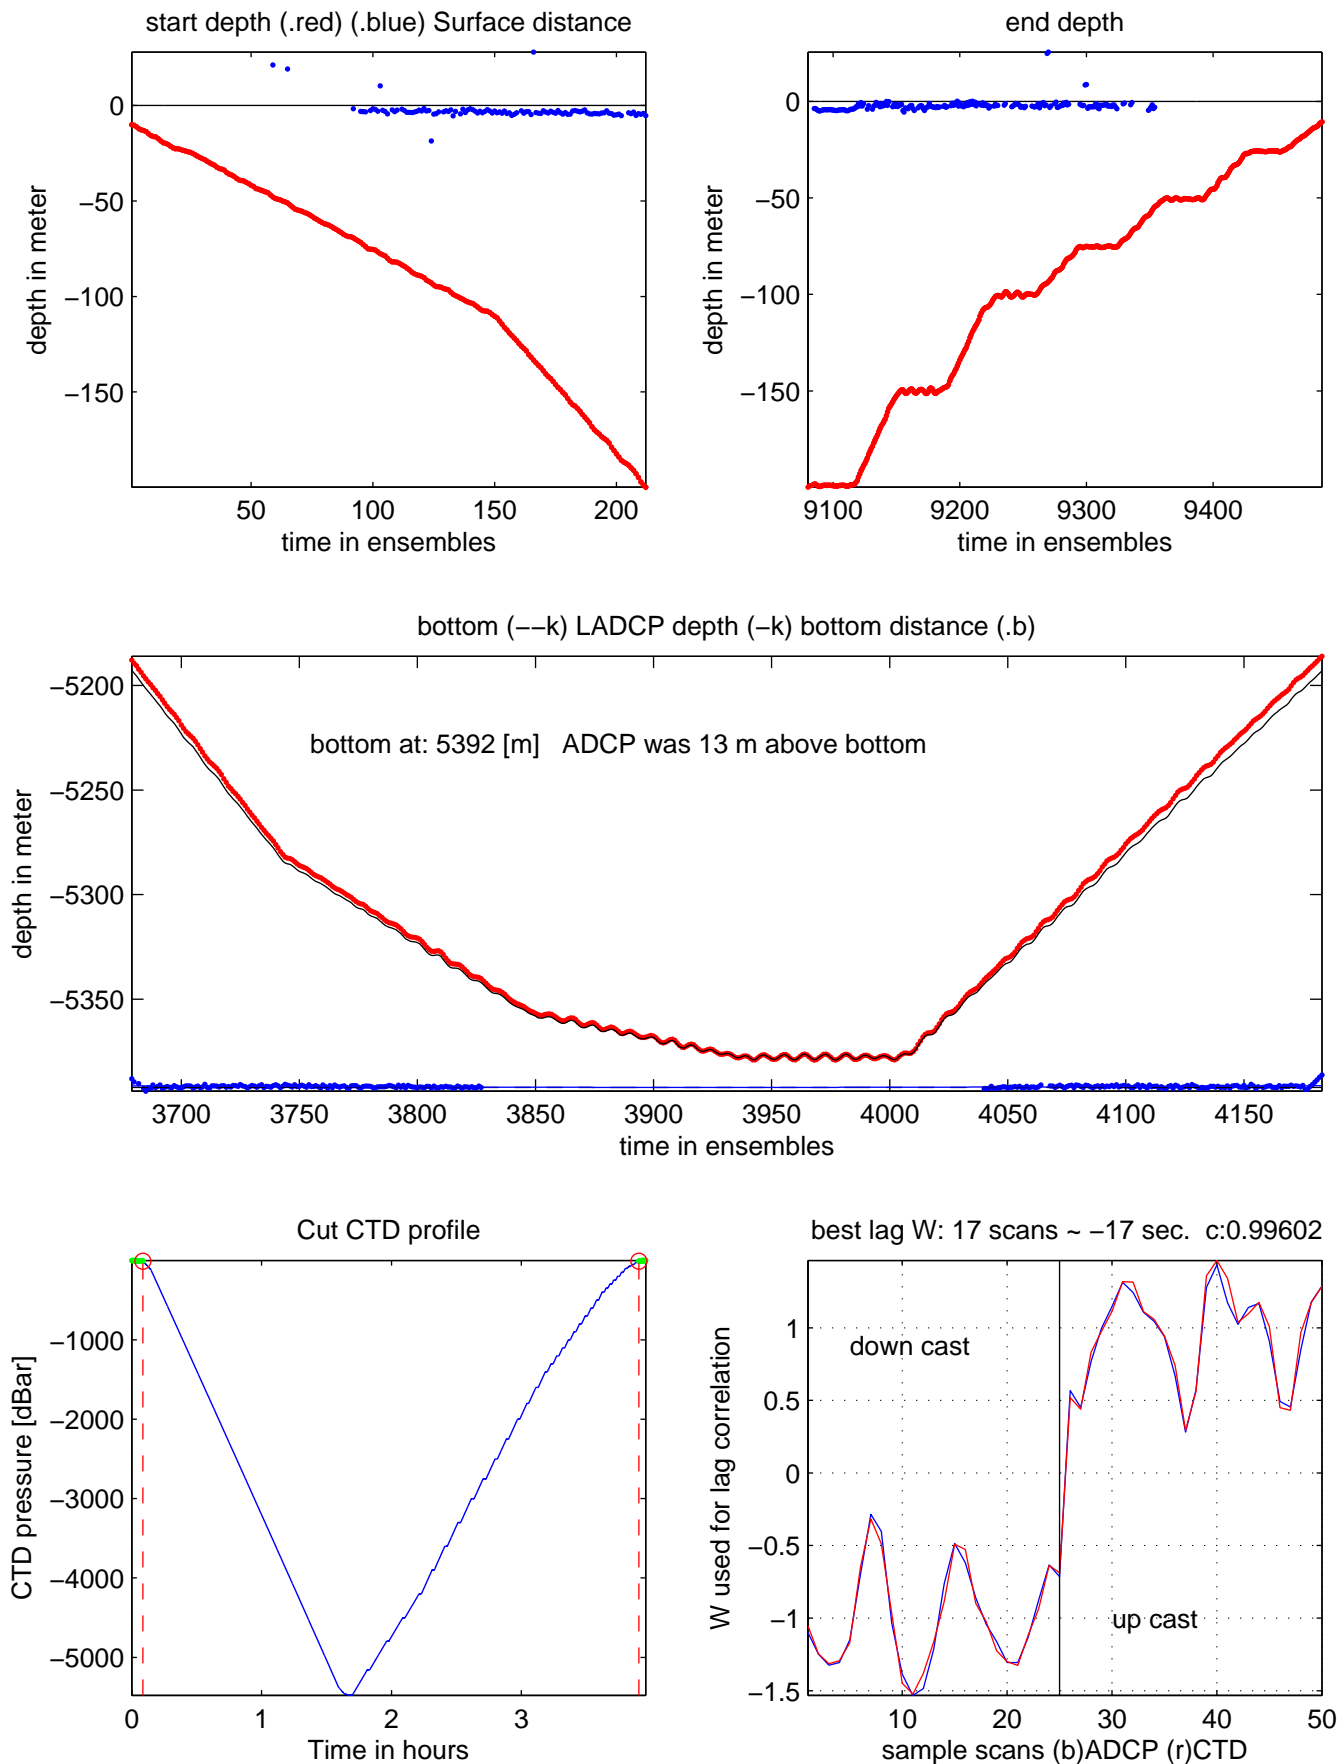 start depth (.red) (.blue) Surface distance
0
−50
−100
−150
depth in meter
50
100
150
200
time in ensembles
end depth
0
−50
−100
−150
depth in meter
9100
9200
9300
9400
time in ensembles
bottom (−−k) LADCP depth (−k) bottom distance (.b)
−5200
−5250
−5300
−5350
depth in meter
bottom at: 5392 [m]   ADCP was 13 m above bottom
3700
3750
3800
3850
3900
3950
4000
4050
4100
4150
time in ensembles
Cut CTD profile
-1000
-2000
-3000
-4000
-5000
CTD pressure [dBar]
0
1
2
3
Time in hours
best lag W: 17 scans ~ −17 sec.  c:0.99602
1
0.5
0
−0.5
−1
−1.5
W used for lag correlation
down cast
up cast
10
20
30
40
50
sample scans (b)ADCP (r)CTD